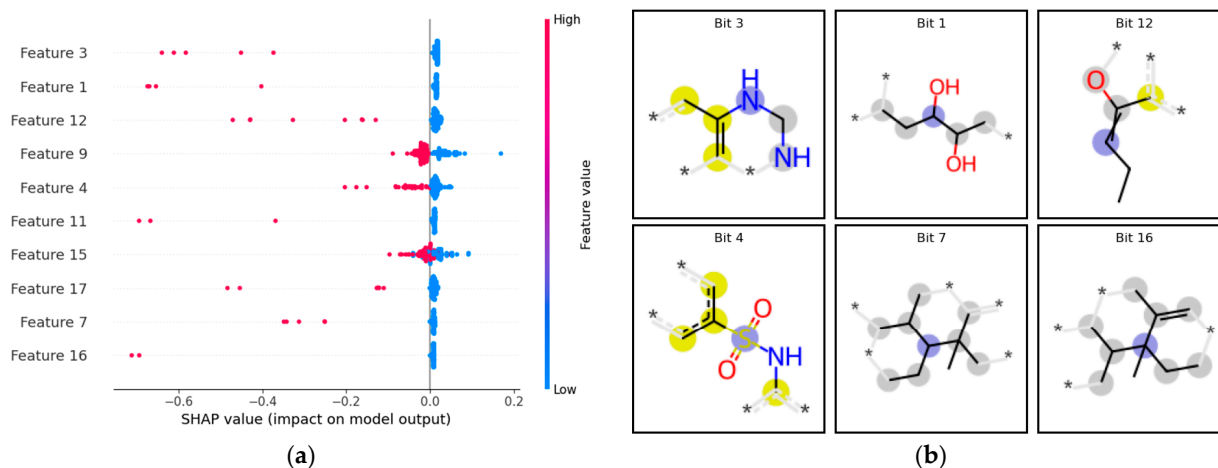 High
Feature 3
Feature 1
Feature 12
Feature 9
Feature 4
Feature 11
Feature 15
Feature 17
Feature 7
Feature 16
Low
Feature value
−0.6 −0.4 −0.2 0.0 0.2
SHAP value (impact on model output)
(a)
Bit 3
H
N
NH
* * * *
Bit 1
OH
OH
* * *
Bit 12
O
* * *
Bit 4
O
S
O
NH
* * * *
Bit 7
* * * * *
Bit 16
* * * *
(b)